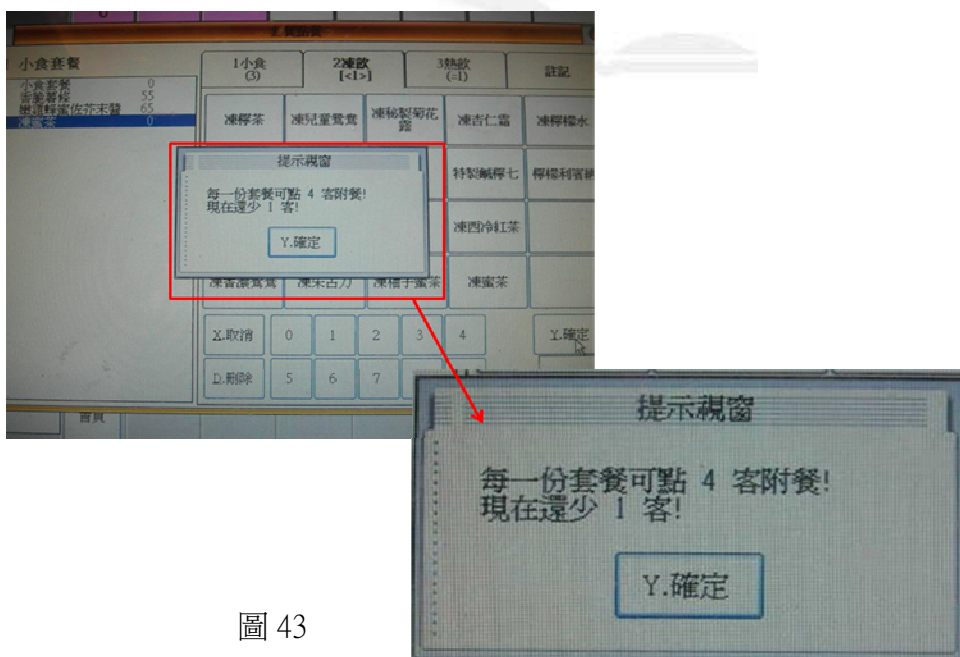 小食套餐
小食套餐 0
香脆薯條 55
佐芥末醬 65
凍蜜茶 0
1小食
(3)
2凍飲
[<1>]
3熱飲
(=1)
註記
凍檸茶
凍兒童鴛鴦
凍秘製菊花
露
凍杏仁霜
凍檸檬水
特製鹹檸七
檸檬利賓納
凍西冷紅茶
凍香濃鴛鴦
凍朱古力
凍柚子蜜茶
凍蜜茶
提示視窗
每一份套餐可點 4 客附餐!
現在還少 1 客!
Y.確定
X.取消
0
1
2
3
4
Y.確定
D.刪除
5
6
7
首頁
提示視窗
每一份套餐可點 4 客附餐!
現在還少 1 客!
Y.確定
圖 43